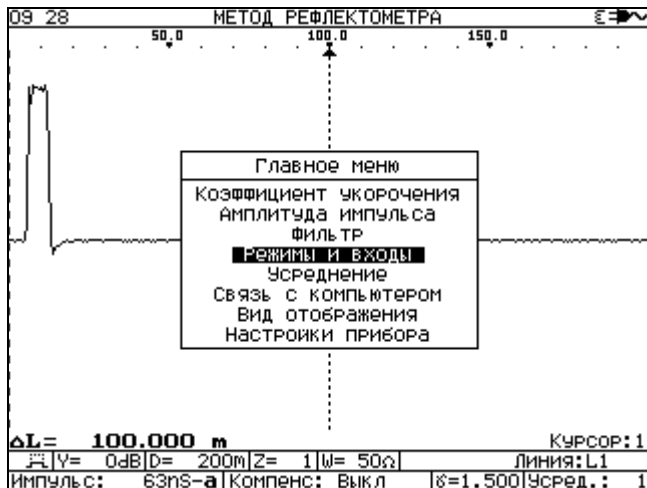 09 28 МЕТОД РЕФЛЕКТОМЕТРА
50.0 100.0 150.0
Главное меню
Коэффициент укорочения
Амплитуда импульса
Фильтр
Режимы и входы
Усреднение
Связь с компьютером
Вид отображения
Настройки прибора
ΔL= 100.000 m Курсор:1
Y= 0dB D= 200m Z= 1 W= 50Ω Линия:L1
Импульс: 63nS-a Компенс: Выкл ४=1.500 Усред.: 1